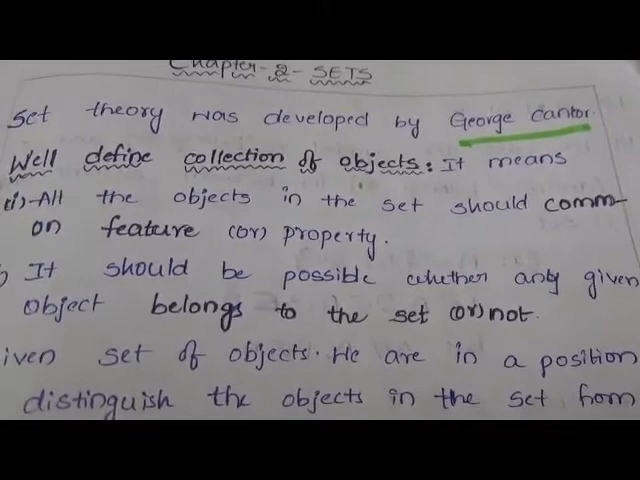 Chapter-2-SETS
Set theory was developed by George Cantor.
Well define collection of objects: It means
(i)-All the objects in the set should comm-
on feature (or) property.
) It should be possible whether any given
object belongs to the set (or) not.
iven set of objects. He are in a position
distinguish the objects in the set from